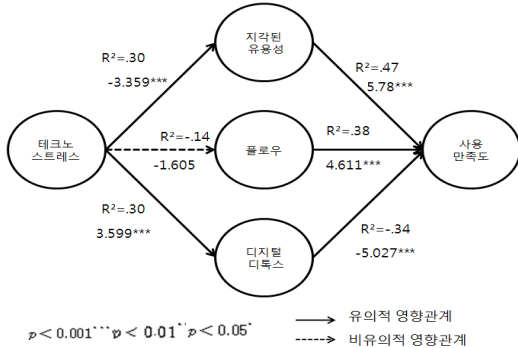 지각된
유용성
R²=.30
-3.359***
R²=.47
5.78***
테크노
스트레스
R²=-.14
-1.605
플로우
R²=.38
4.611***
사용
만족도
R²=.30
3.599***
디지털
디톡스
R²=-.34
-5.027***
유의적 영향관계
p < 0.001*** p < 0.01** p < 0.05*
비유의적 영향관계